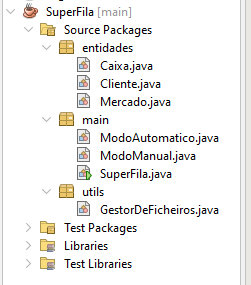 SuperFila [main]
Source Packages
entidades
Caixa.java
Cliente.java
Mercado.java
main
ModoAutomatico.java
ModoManual.java
SuperFila.java
utils
GestorDeFicheiros.java
Test Packages
Libraries
Test Libraries